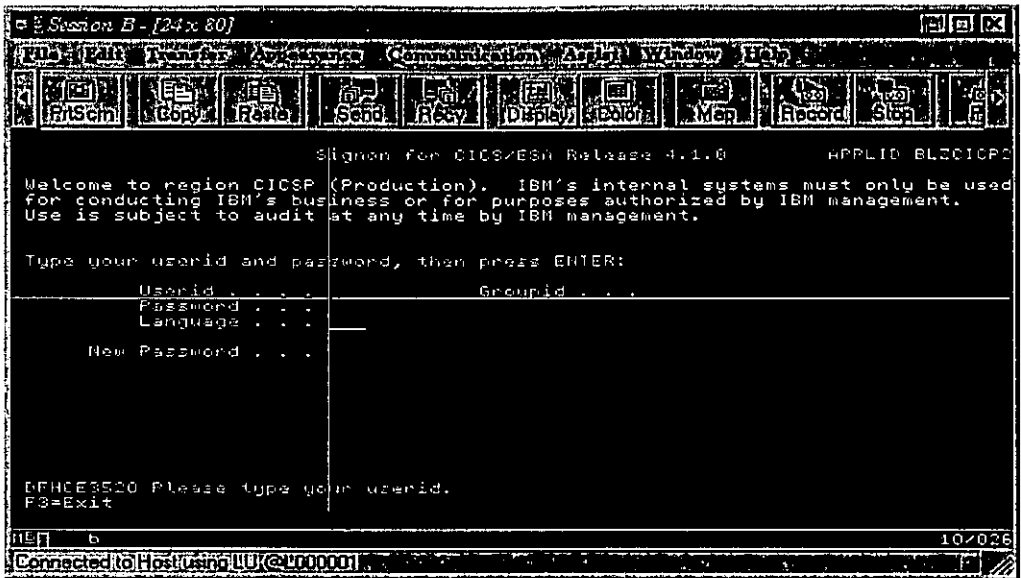 Session B - [24 x 80]
File Edit Transfer Appearance Communication Assist Window Help
PrtScrn Copy Paste Send Recv Display Color Map Record Stop
Signon for CICS/ESA Release 4.1.0 APPLID BLZCICP2
Welcome to region CICSP (Production). IBM's internal systems must only be used
for conducting IBM's business or for purposes authorized by IBM management.
Use is subject to audit at any time by IBM management.
Type your userid and password, then press ENTER:
Userid . . . . Groupid . . .
Password . . .
Language . . .
New Password . . .
DFHCE3520 Please type your userid.
F3=Exit
b 10/026
Connected to Host using LU